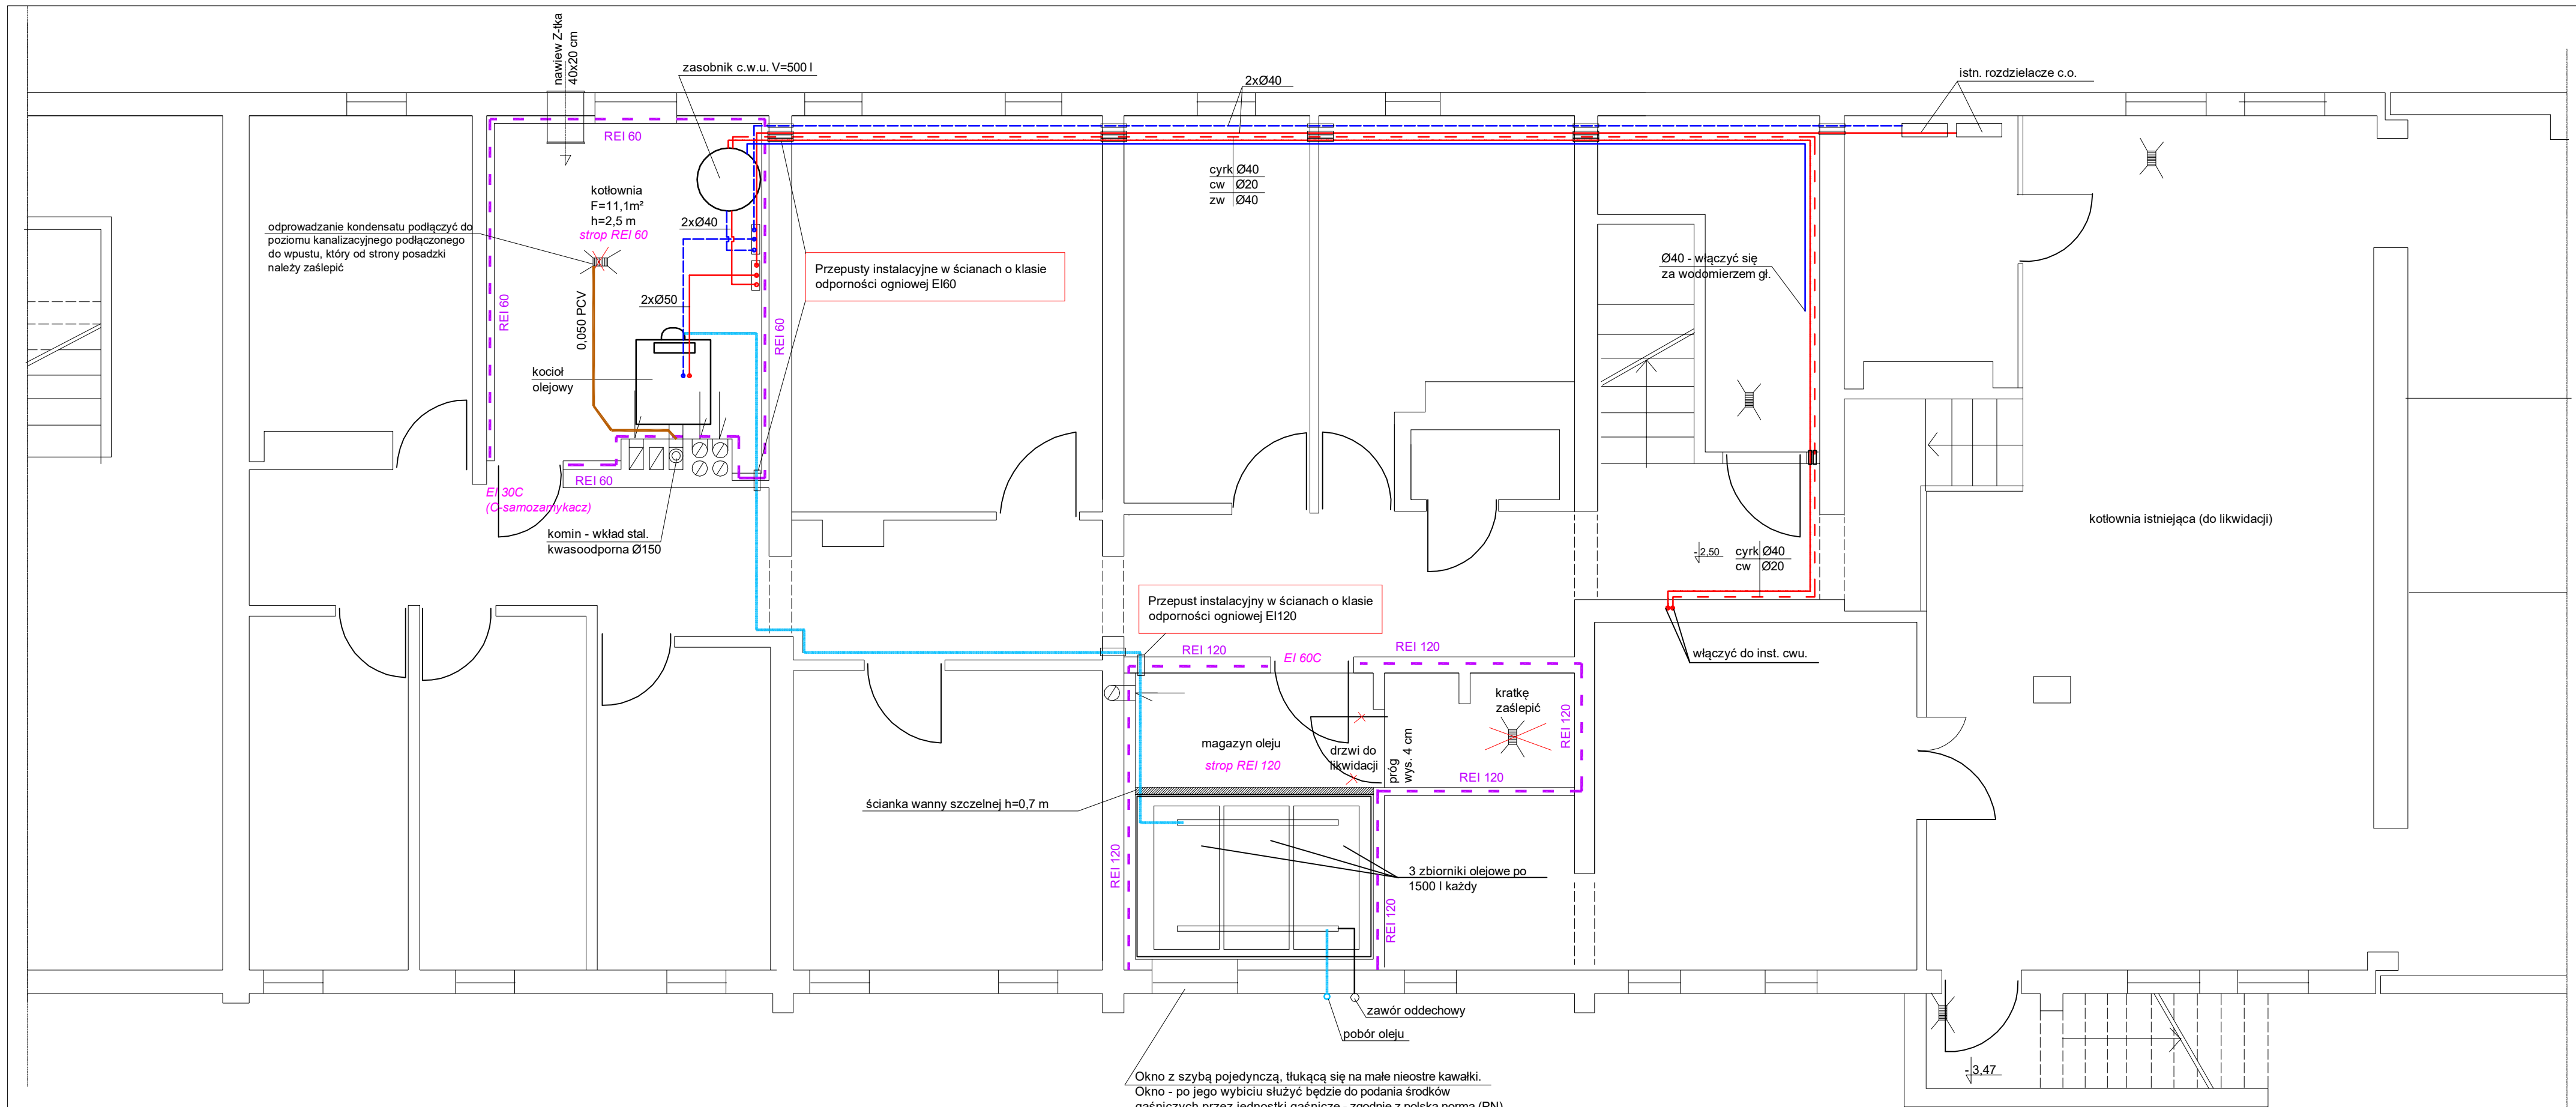 nawiew Z-tka
40x20 cm
zasobnik c.w.u. V=500 l
2xØ40
istn. rozdzielacze c.o.
REI 60
kotłownia
F=11,1m²
h=2,5 m
strop REI 60
2xØ40
cyrk Ø40
cw Ø20
zw Ø40
odprowadzanie kondensatu podłączyć do
poziomu kanalizacyjnego podłączonego
do wpustu, który od strony posadzki
należy zaślepić
Przepusty instalacyjne w ścianach o klasie
odporności ogniowej EI60
Ø40 - włączyć się
za wodomierzem gł.
REI 60
0,050 PCV
2xØ50
REI 60
kocioł
olejowy
REI 60
EI 30C
(C-samozamykacz)
komin - wkład stal.
kwasoodporna Ø150
kotłownia istniejąca (do likwidacji)
- 2,50
cyrk Ø40
cw Ø20
Przepust instalacyjny w ścianach o klasie
odporności ogniowej EI120
REI 120
EI 60C
REI 120
włączyć do inst. cwu.
kratkę
zaślepić
REI 120
magazyn oleju
strop REI 120
drzwi do
likwidacji
próg
wys. 4 cm
REI 120
ścianka wanny szczelnej h=0,7 m
REI 120
3 zbiorniki olejowe po
1500 l każdy
REI 120
zawór oddechowy
pobór oleju
- 3,47
Okno z szybą pojedynczą, tłukącą się na małe nieostre kawałki.
Okno - po jego wybiciu służyć będzie do podania środków
gaśniczych przez jednostki gaśnicze - zgodnie z polską normą (PN)